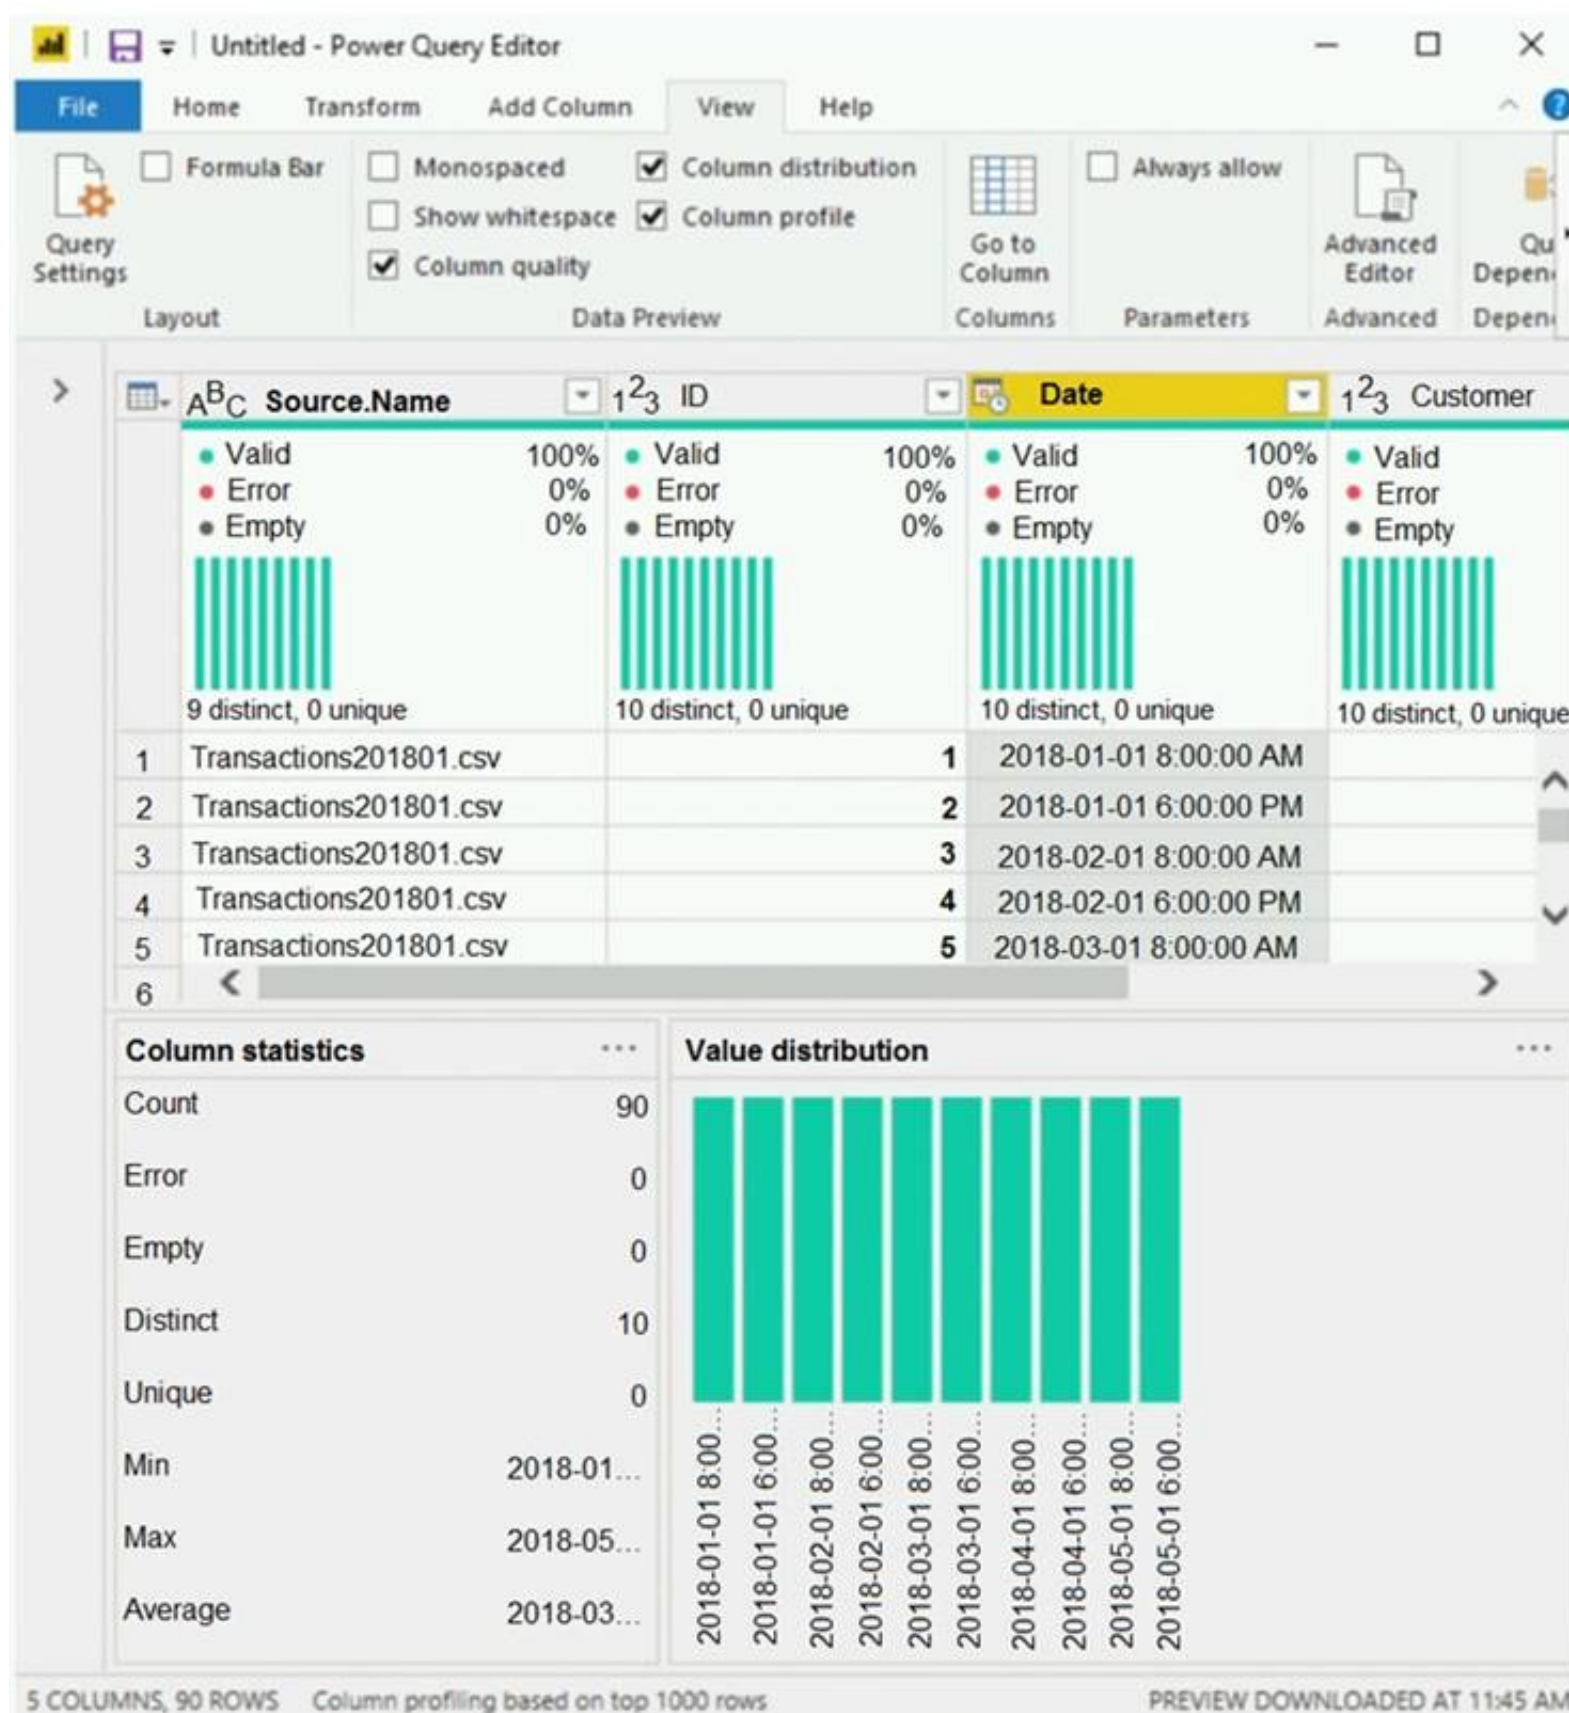 Untitled - Power Query Editor
File Home Transform Add Column View Help
Formula Bar Monospaced Column distribution Always allow
Show whitespace Column profile
Query Settings Column quality Go to Column Advanced Editor
Layout Data Preview Columns Parameters Advanced
ABC Source.Name 123 ID Date 123 Customer
Valid 100% Valid 100% Valid 100% Valid
Error 0% Error 0% Error 0% Error
Empty 0% Empty 0% Empty 0% Empty
9 distinct, 0 unique 10 distinct, 0 unique 10 distinct, 0 unique 10 distinct, 0 unique
1 Transactions201801.csv 1 2018-01-01 8:00:00 AM
2 Transactions201801.csv 2 2018-01-01 6:00:00 PM
3 Transactions201801.csv 3 2018-02-01 8:00:00 AM
4 Transactions201801.csv 4 2018-02-01 6:00:00 PM
5 Transactions201801.csv 5 2018-03-01 8:00:00 AM
6
Column statistics ... Value distribution ...
Count 90
Error 0
Empty 0
Distinct 10
Unique 0
Min 2018-01...
Max 2018-05...
Average 2018-03...
2018-01-01 8:00...
2018-01-01 6:00...
2018-02-01 8:00...
2018-02-01 6:00...
2018-03-01 8:00...
2018-03-01 6:00...
2018-04-01 8:00...
2018-04-01 6:00...
2018-05-01 8:00...
2018-05-01 6:00...
5 COLUMNS, 90 ROWS Column profiling based on top 1000 rows PREVIEW DOWNLOADED AT 11:45 AM